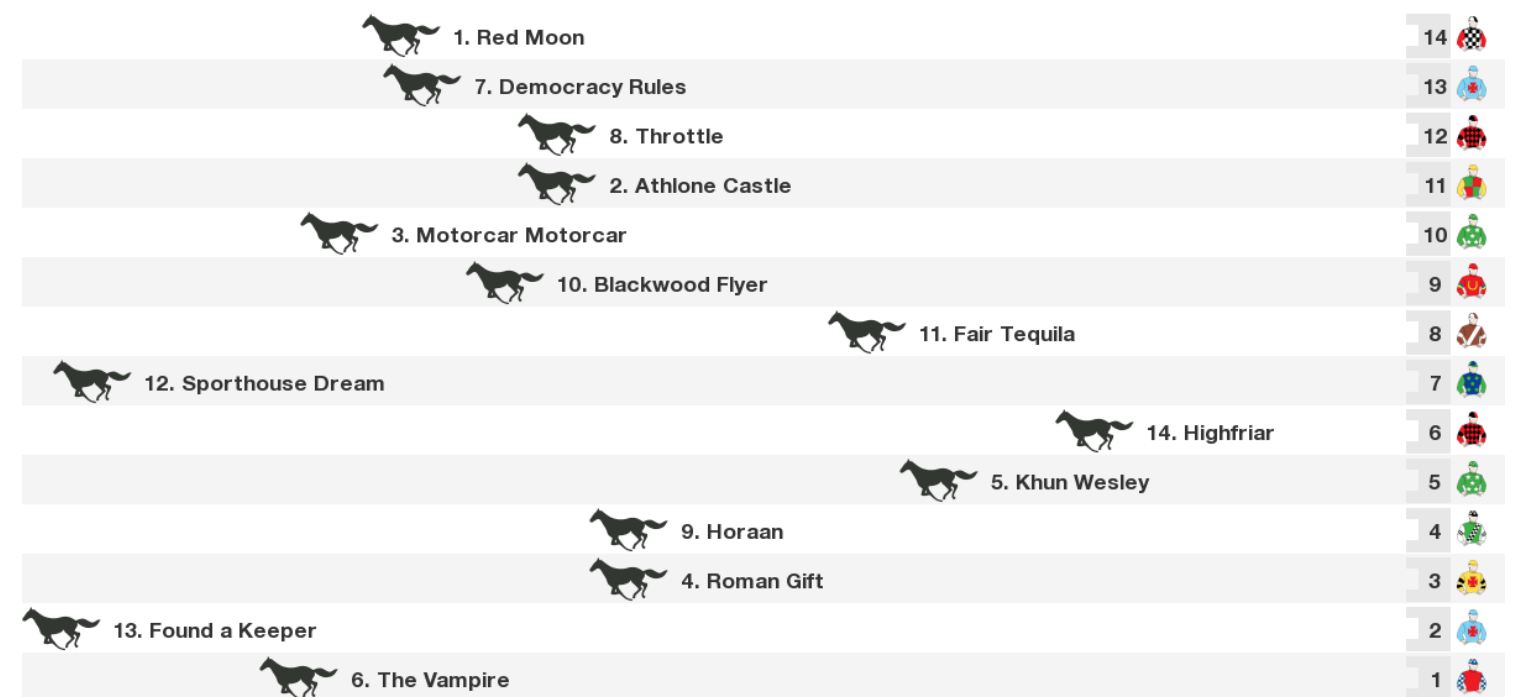 1. Red Moon 14
7. Democracy Rules 13
8. Throttle 12
2. Athlone Castle 11
3. Motorcar Motorcar 10
10. Blackwood Flyer 9
11. Fair Tequila 8
12. Sporthouse Dream 7
14. Highfriar 6
5. Khun Wesley 5
9. Horaan 4
4. Roman Gift 3
13. Found a Keeper 2
6. The Vampire 1